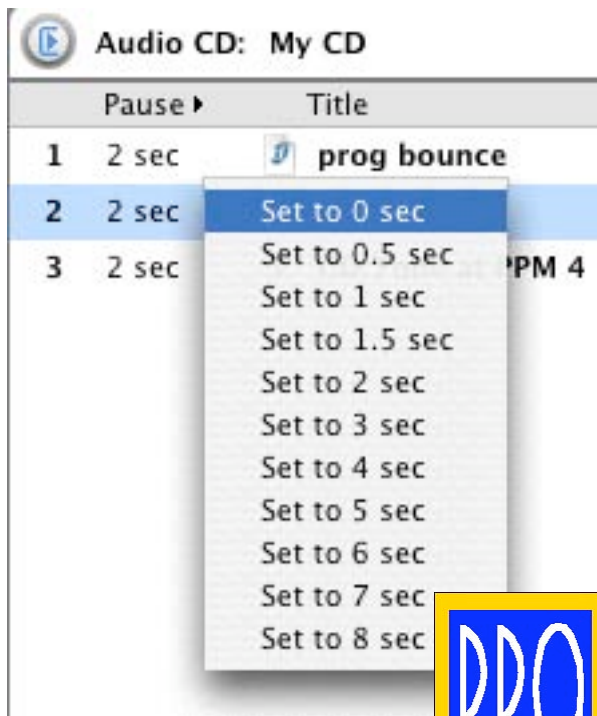 Audio CD: My CD
Pause Title
1 2 sec prog bounce
2 2 sec
3 2 sec PPM 4
Set to 0 sec
Set to 0.5 sec
Set to 1 sec
Set to 1.5 sec
Set to 2 sec
Set to 3 sec
Set to 4 sec
Set to 5 sec
Set to 6 sec
Set to 7 sec
Set to 8 sec